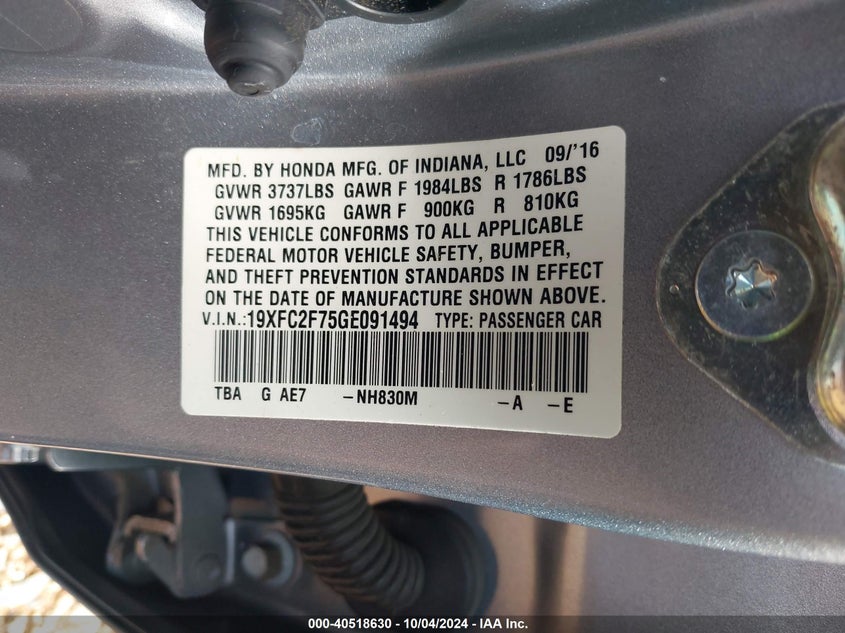 MFD. BY HONDA MFG. OF INDIANA, LLC 09/'16
GVWR 3737LBS GAWR F 1984LBS R 1786LBS
GVWR 1695KG GAWR F 900KG R 810KG
THIS VEHICLE CONFORMS TO ALL APPLICABLE
FEDERAL MOTOR VEHICLE SAFETY, BUMPER,
AND THEFT PREVENTION STANDARDS IN EFFECT
ON THE DATE OF MANUFACTURE SHOWN ABOVE.
V.I.N.:19XFC2F75GE091494 TYPE: PASSENGER CAR
TBA G AE7 –NH830M –A –E
000-40518630 - 10/04/2024 - IAA Inc.